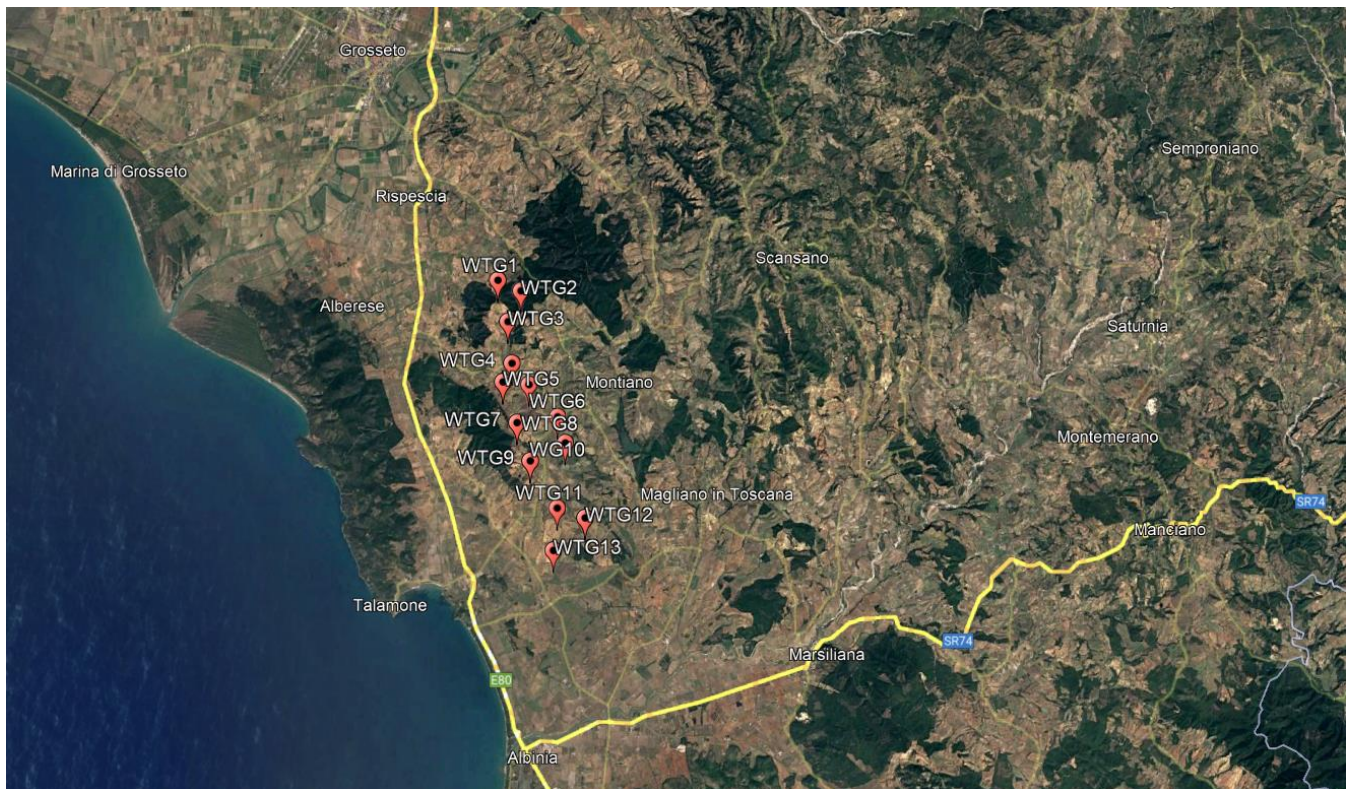 Grosseto
Semproniano
Marina di Grosseto
Rispescia
Scansano
WTG1
WTG2
Alberese
WTG3
Saturnia
WTG4
WTG5
Montiano
WTG6
WTG7
WTG8
Montemerano
WTG9
WG10
WTG11
Magliano in Toscana
SR74
WTG12
Manciano
WTG13
Talamone
SR74
Marsiliana
E80
Albinia